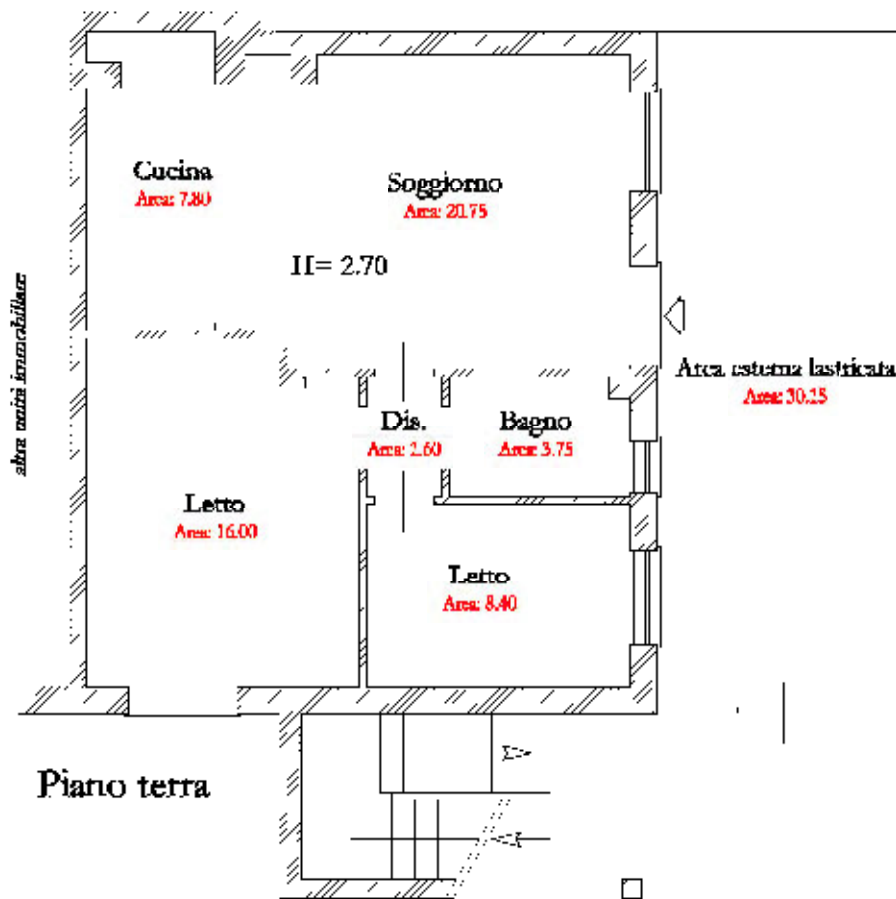 Cucina
Area: 7.80
Soggiorno
Area: 20.75
H= 2.70
altra unità immobiliare
Area esterna lastricata
Area: 30.25
Dis.
Area: 2.60
Bagno
Area: 3.75
Letto
Area: 16.00
Letto
Area: 8.40
Piano terra